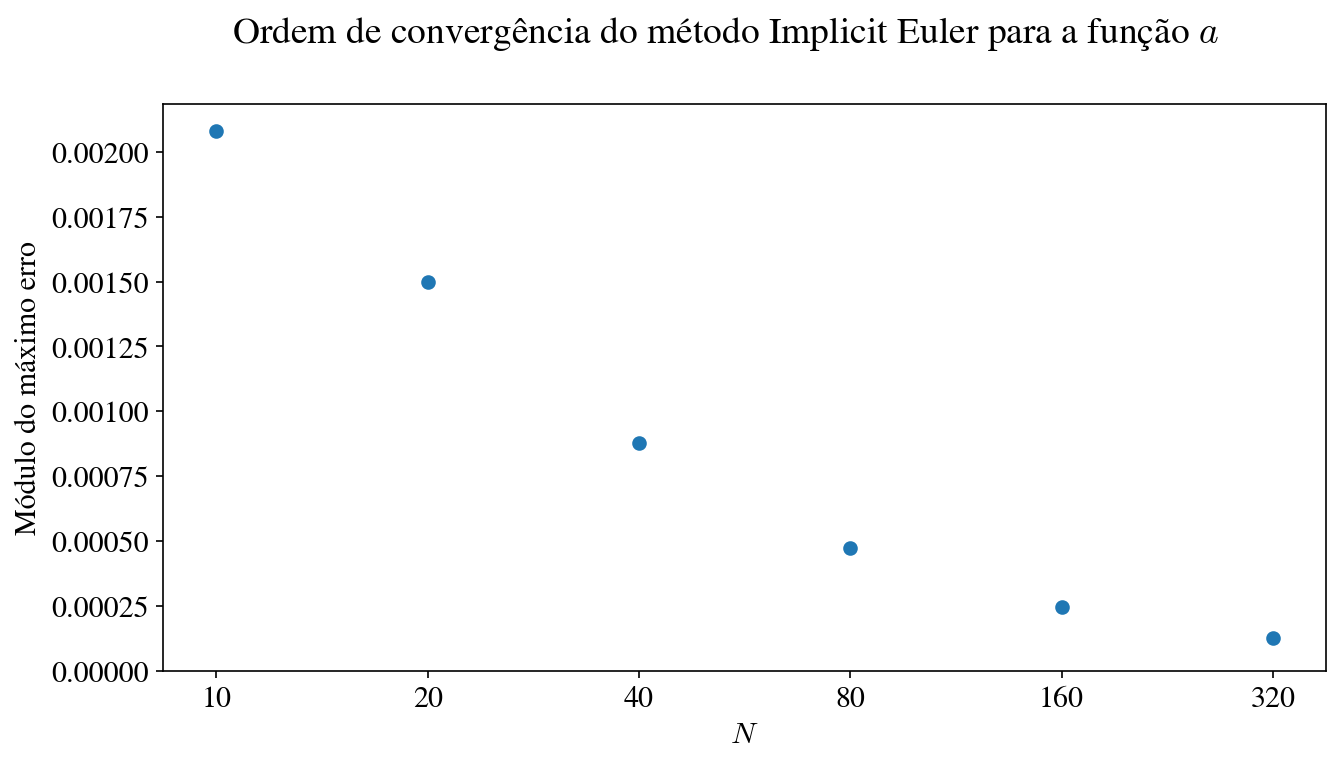 Ordem de convergência do método Implicit Euler para a função a
Módulo do máximo erro
0.00200
0.00175
0.00150
0.00125
0.00100
0.00075
0.00050
0.00025
0.00000
10 20 40 80 160 320
N